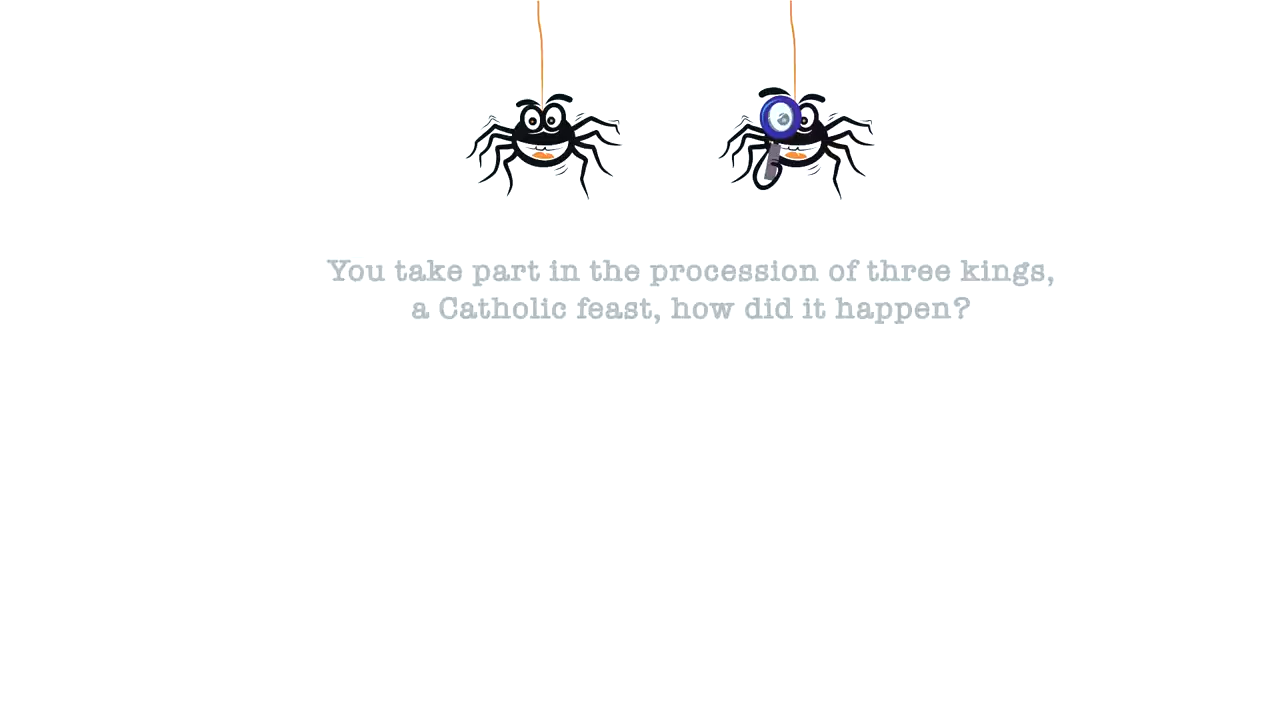 You take part in the procession of three kings,
a Catholic feast, how did it happen?